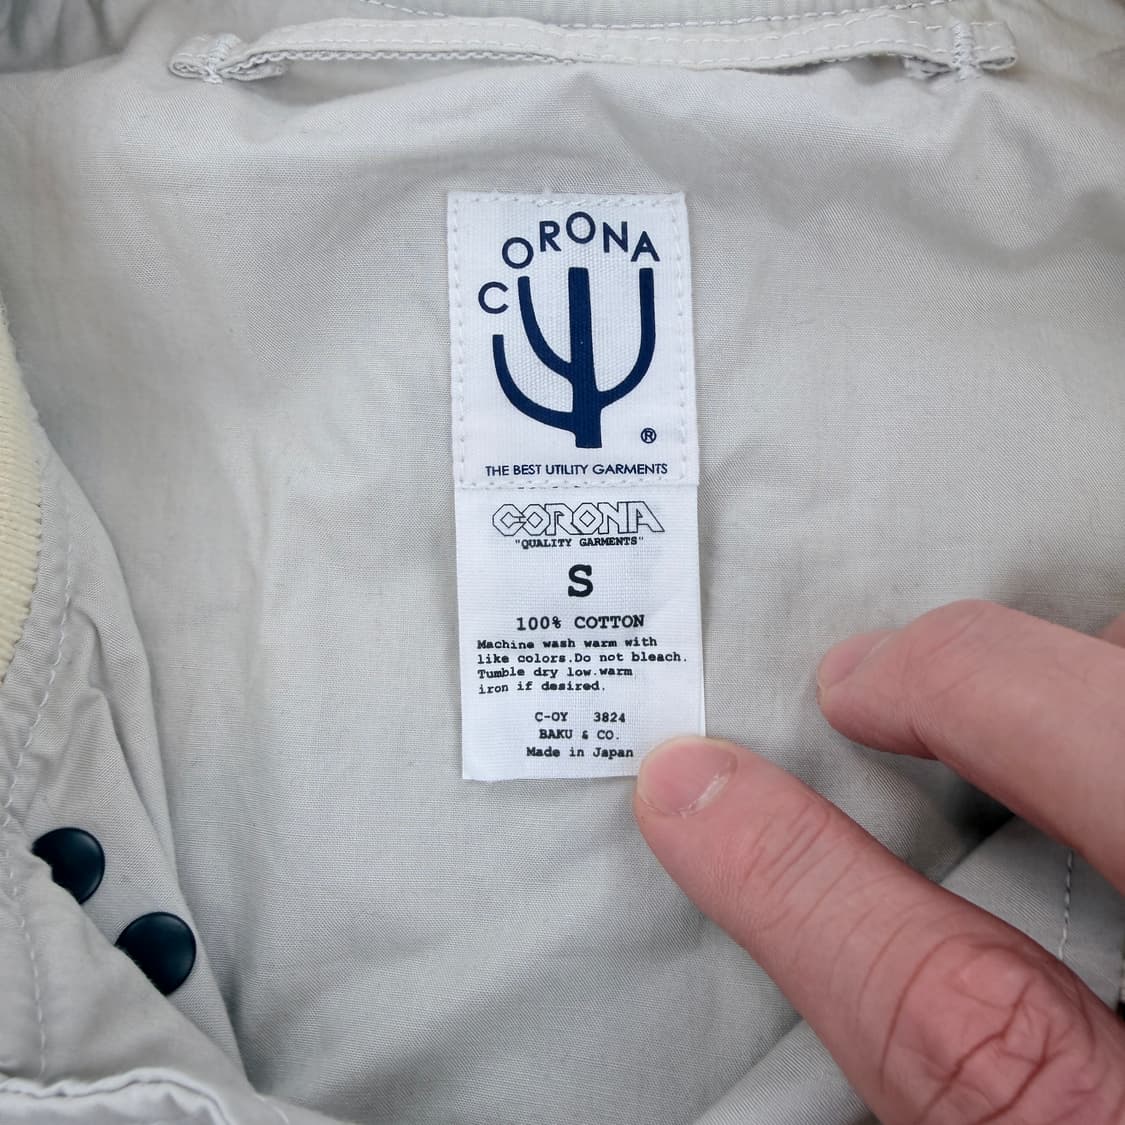 CORONA
®
THE BEST UTILITY GARMENTS
CORONA
"QUALITY GARMENTS"
S
100% COTTON
Machine wash warm with
like colors.Do not bleach.
Tumble dry low.warm
iron if desired.
C-OY 3824
BAKU & CO.
Made in Japan